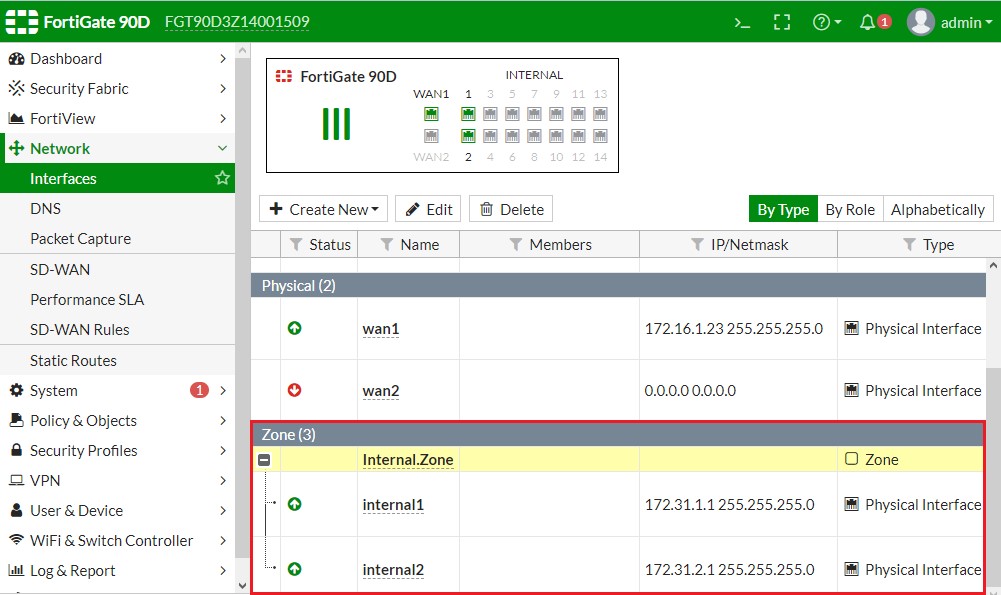 FortiGate 90D FGT90D3Z14001509 >_ 1 admin
Dashboard
Security Fabric
FortiView
Network
Interfaces
DNS
Packet Capture
SD-WAN
Performance SLA
SD-WAN Rules
Static Routes
System 1
Policy & Objects
Security Profiles
VPN
User & Device
WiFi & Switch Controller
Log & Report
FortiGate 90D
INTERNAL
WAN1 1 3 5 7 9 11 13
WAN2 2 4 6 8 10 12 14
Create New Edit Delete By Type By Role Alphabetically
Status Name Members IP/Netmask Type
Physical (2)
wan1 172.16.1.23 255.255.255.0 Physical Interface
wan2 0.0.0.0 0.0.0.0 Physical Interface
Zone (3)
Internal.Zone Zone
internal1 172.31.1.1 255.255.255.0 Physical Interface
internal2 172.31.2.1 255.255.255.0 Physical Interface